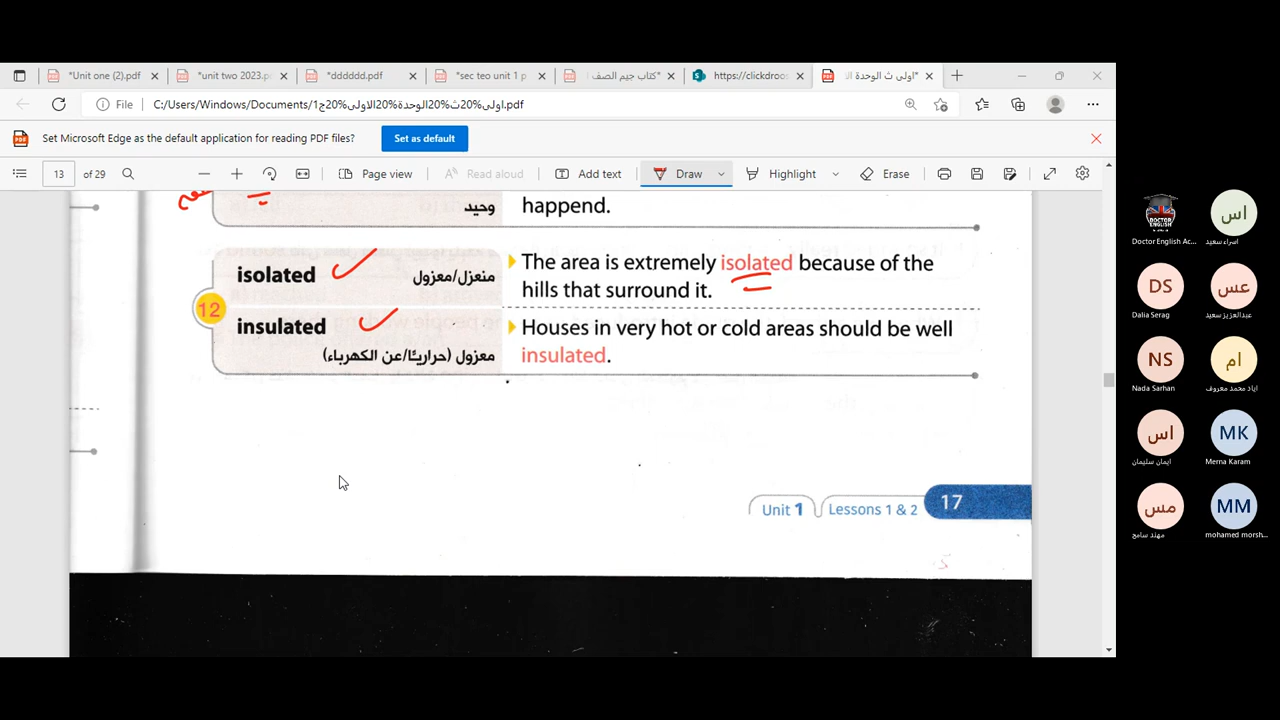 *Unit one (2).pdf
*unit two 2023.p
*dddddd.pdf
*sec teo unit 1 p
*كتاب جيم الصف
https://clickdroo
*اولى ث الوحدة الا
File
C:/Users/Windows/Documents/1اولى%20ث%20الوحدة%20الاولى%20ج.pdf
Set Microsoft Edge as the default application for reading PDF files?
Set as default
13 of 29
Page view
Read aloud
Add text
Draw
Highlight
Erase
وحيد
happend.
12
isolated
منعزل/معزول
The area is extremely isolated because of the
hills that surround it.
insulated
معزول (حراريًا/عن الكهرباء)
Houses in very hot or cold areas should be well
insulated.
Unit 1
Lessons 1 & 2
17
Doctor English Ac...
اس
اسراء سعيد
DS
Dalia Serag
عس
عبدالعزيز سعيد
NS
Nada Sarhan
ام
اياد محمد معروف
اس
ايمان سليمان
MK
Merna Karam
مس
مهند سامح
MM
mohamed morsh...